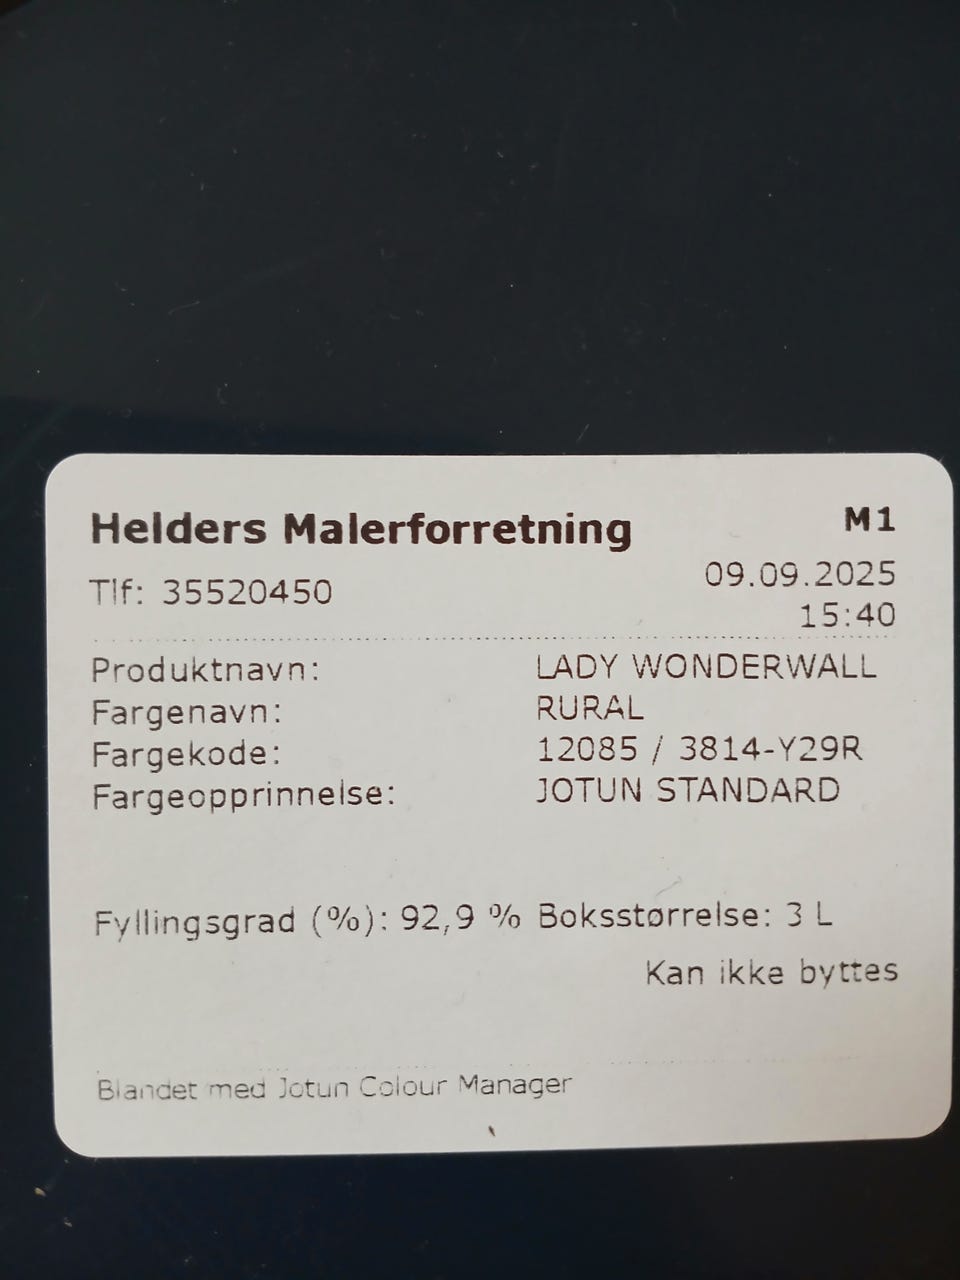 Helders Malerforretning M1
Tlf: 35520450 09.09.2025
15:40
Produktnavn: LADY WONDERWALL
Fargenavn: RURAL
Fargekode: 12085 / 3814-Y29R
Fargeopprinnelse: JOTUN STANDARD
Fyllingsgrad (%): 92,9 % Boksstørrelse: 3 L
Kan ikke byttes
Blandet med Jotun Colour Manager